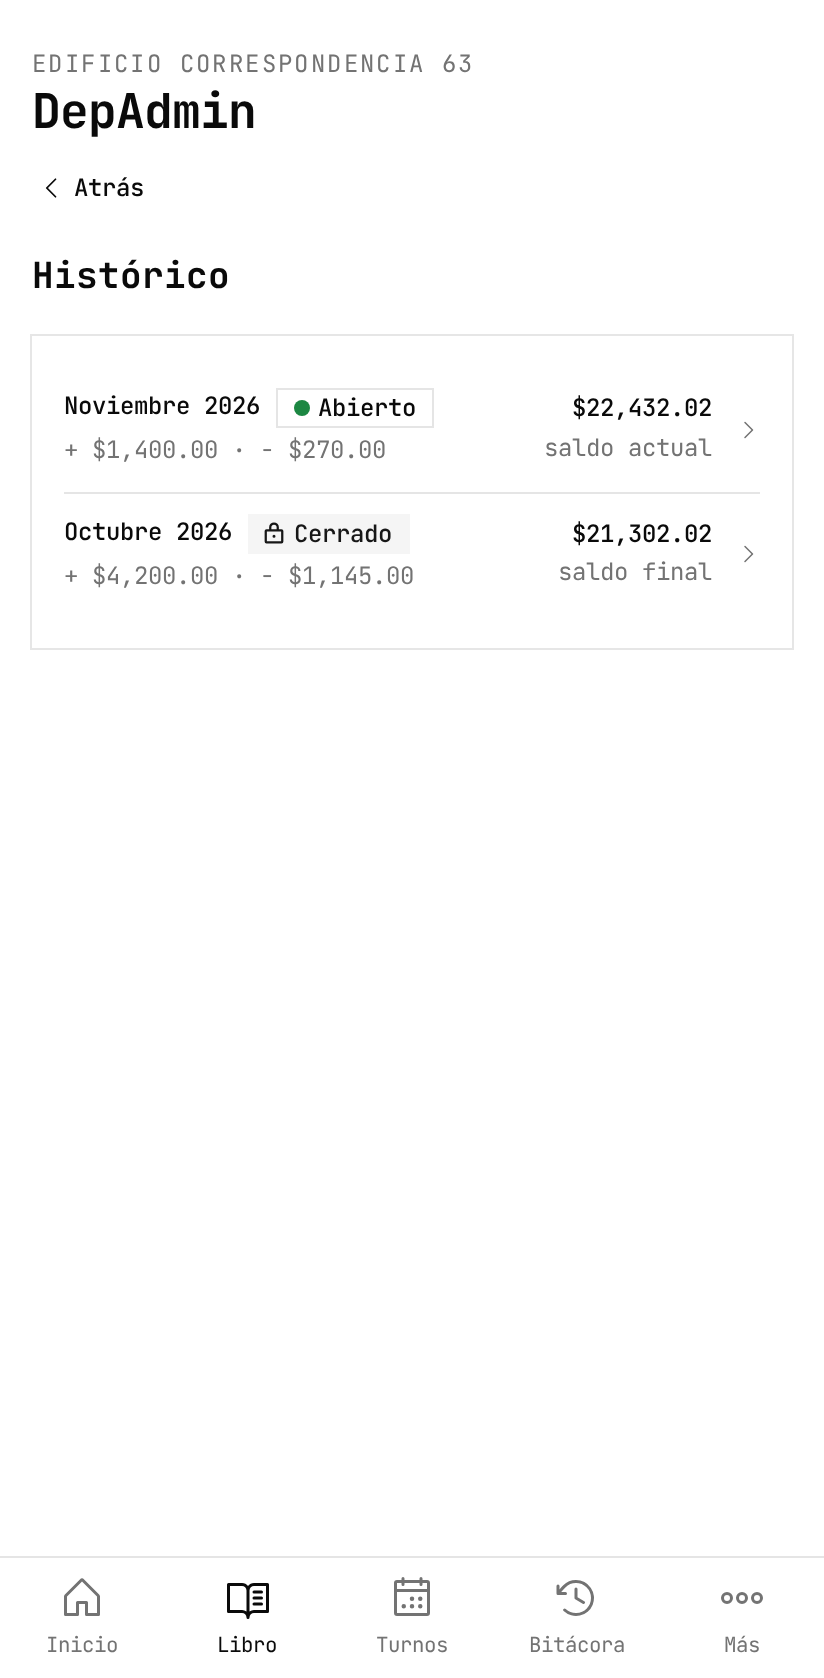 EDIFICIO CORRESPONDENCIA 63
DepAdmin
Atrás
Histórico
Noviembre 2026 Abierto $22,432.02
+ $1,400.00 · - $270.00 saldo actual
Octubre 2026 Cerrado $21,302.02
+ $4,200.00 · - $1,145.00 saldo final
Inicio Libro Turnos Bitácora Más